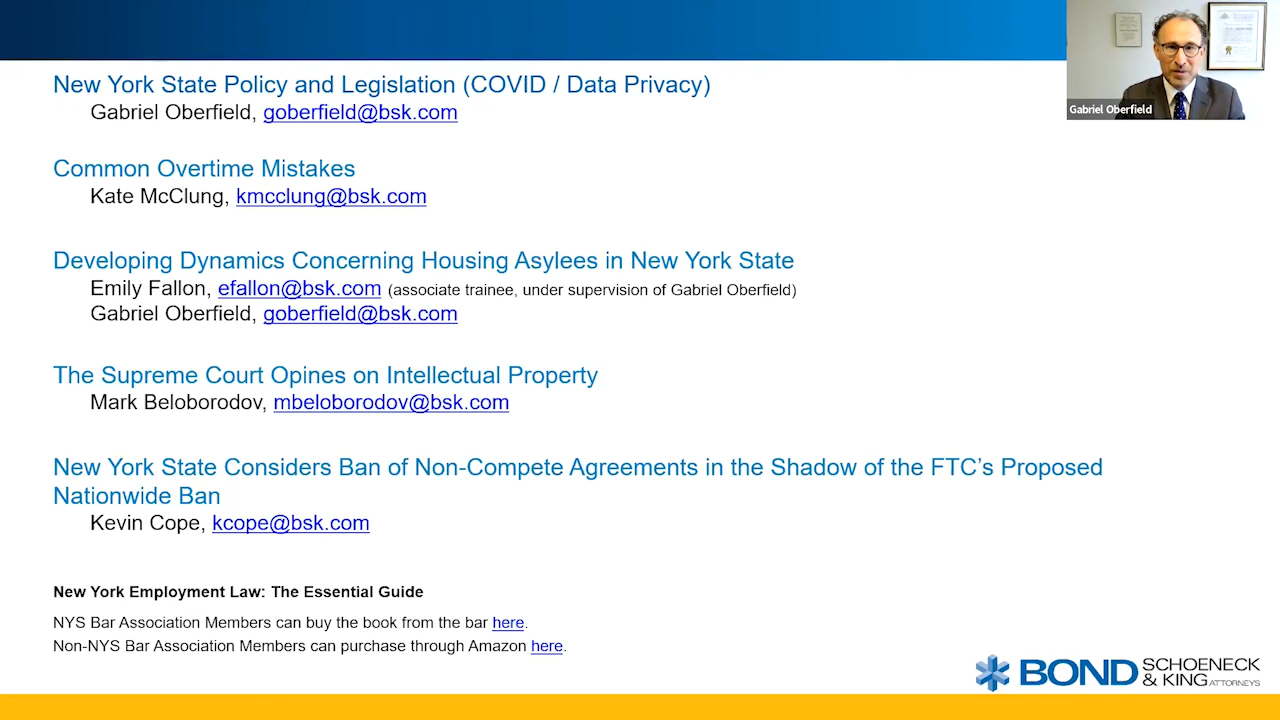 New York State Policy and Legislation (COVID / Data Privacy)
Gabriel Oberfield, goberfield@bsk.com
Gabriel Oberfield
Common Overtime Mistakes
Kate McClung, kmcclung@bsk.com
Developing Dynamics Concerning Housing Asylees in New York State
Emily Fallon, efallon@bsk.com (associate trainee, under supervision of Gabriel Oberfield)
Gabriel Oberfield, goberfield@bsk.com
The Supreme Court Opines on Intellectual Property
Mark Beloborodov, mbeloborodov@bsk.com
New York State Considers Ban of Non-Compete Agreements in the Shadow of the FTC's Proposed
Nationwide Ban
Kevin Cope, kcope@bsk.com
New York Employment Law: The Essential Guide
NYS Bar Association Members can buy the book from the bar here.
Non-NYS Bar Association Members can purchase through Amazon here.
BOND SCHOENECK
& KING ATTORNEYS